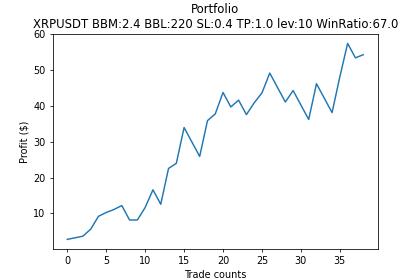 Portfolio
XRPUSDT BBM:2.4 BBL:220 SL:0.4 TP:1.0 lev:10 WinRatio:67.0
60
50
40
30
20
10
Profit ($)
0 5 10 15 20 25 30 35
Trade counts